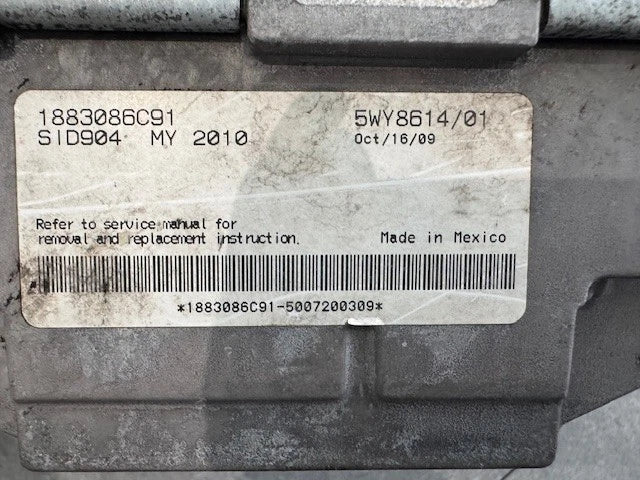 1883086C91 5WY8614/01
SID904 MY 2010 Oct/16/09
Refer to service manual for
removal and replacement instruction. Made in Mexico
*1883086C91-5007200309*